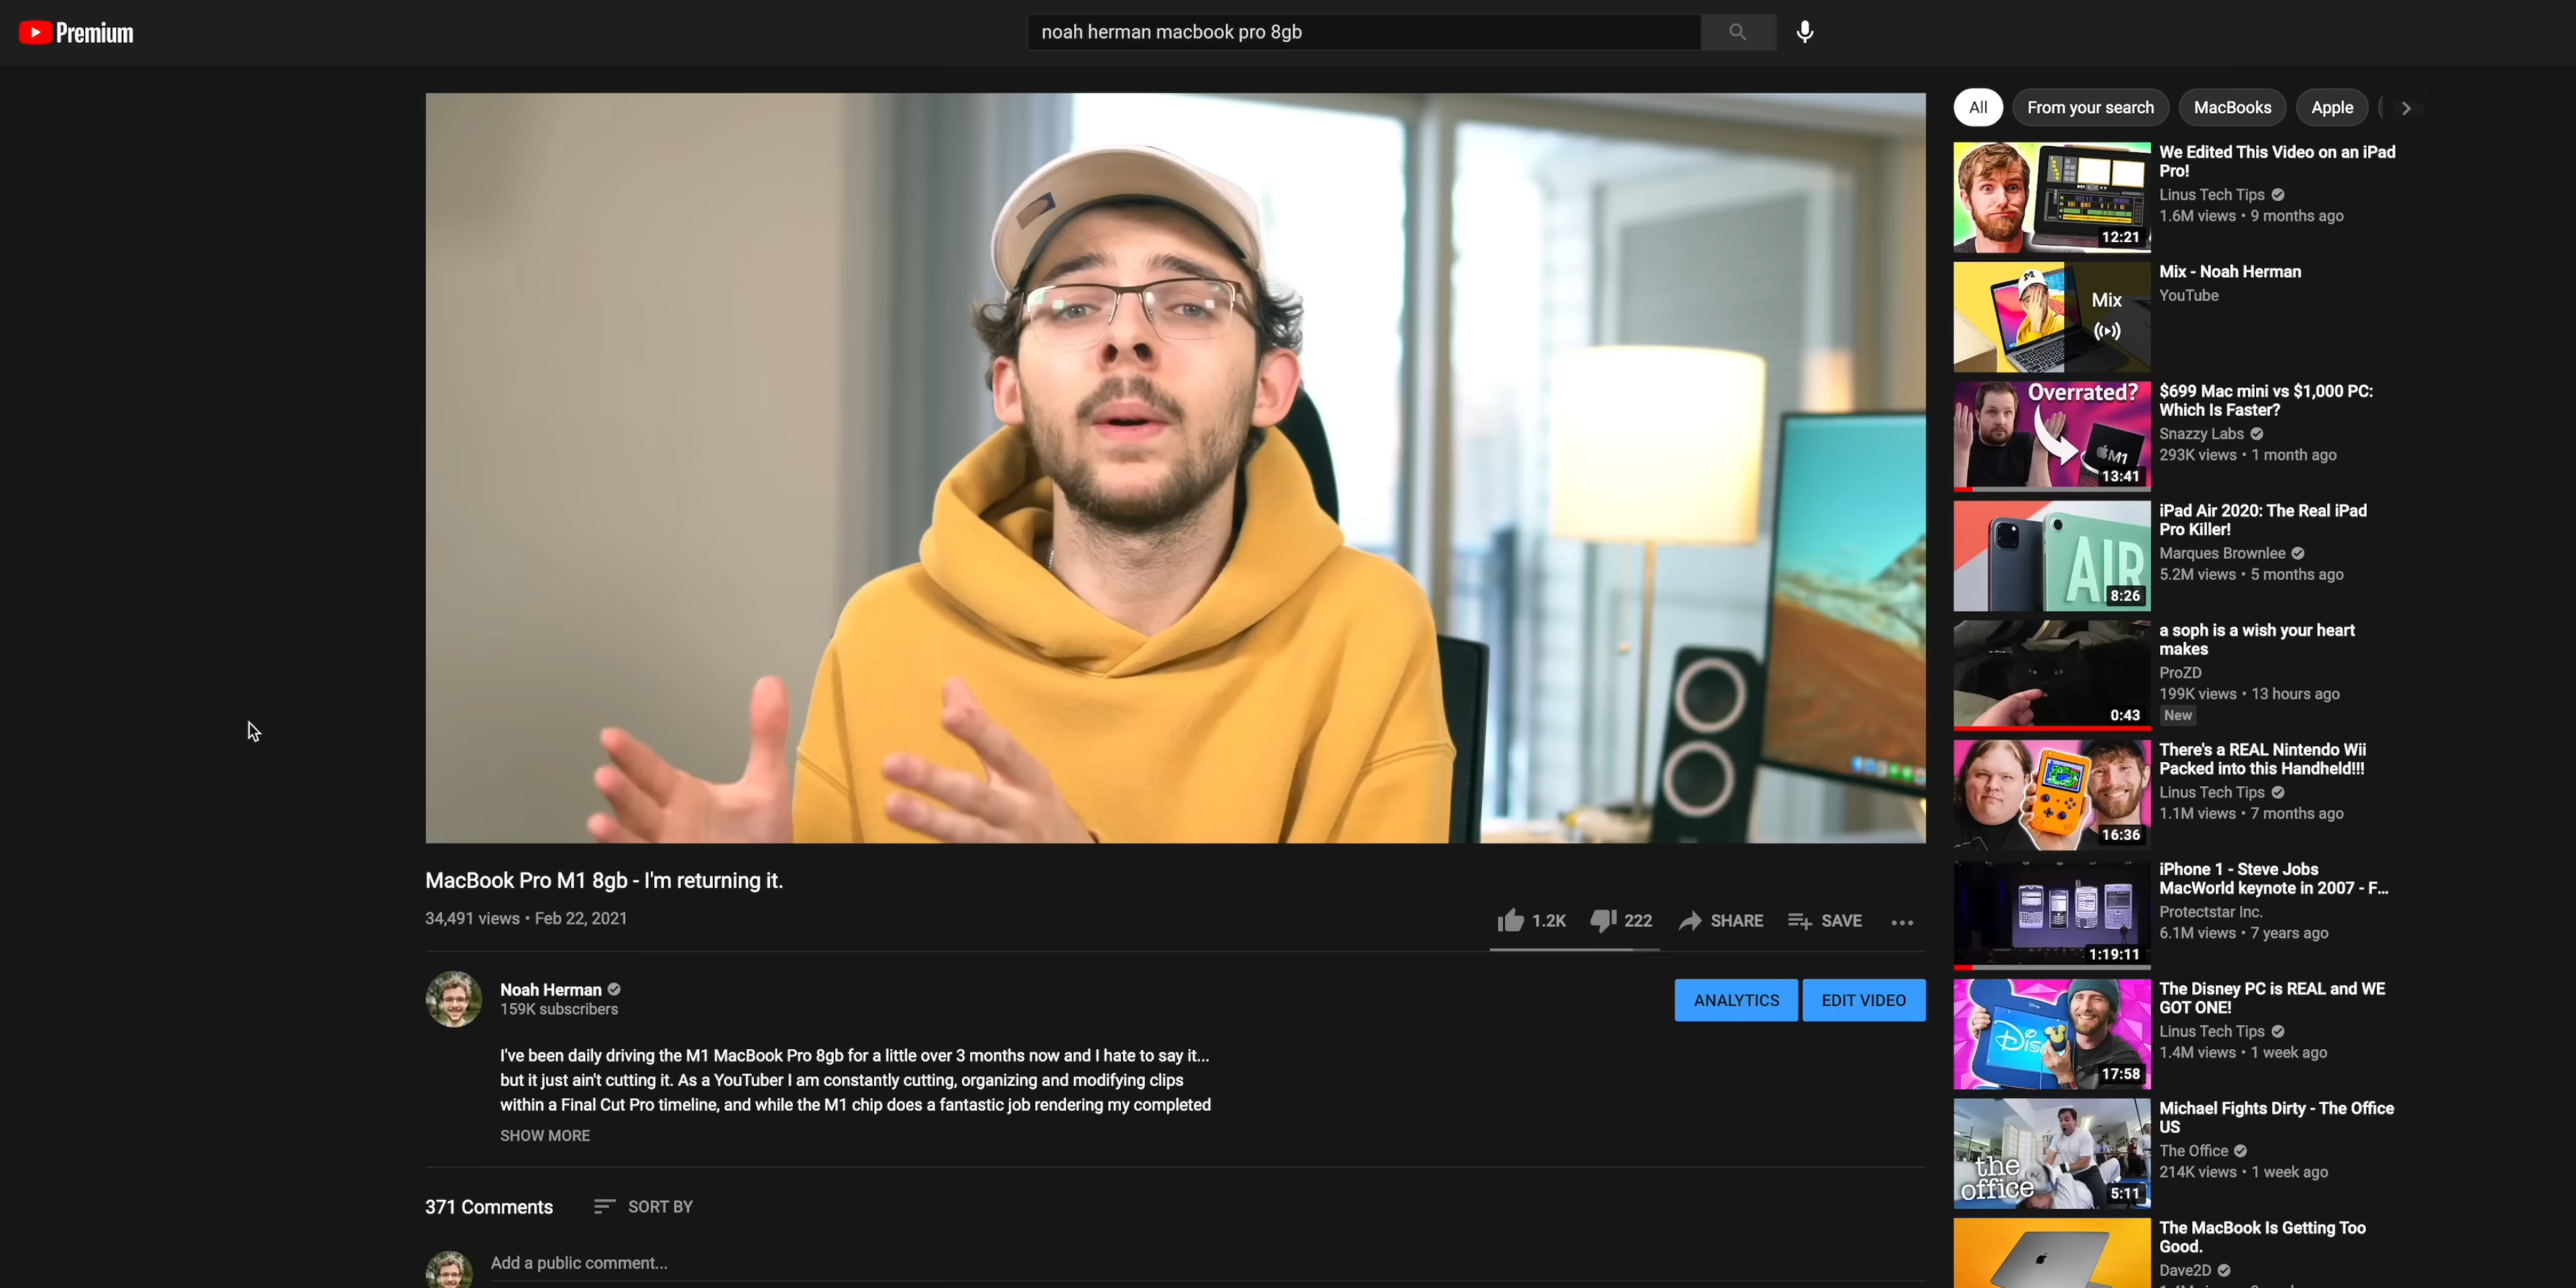 Premium
noah herman macbook pro 8gb
All
From your search
MacBooks
Apple
We Edited This Video on an iPad
Pro!
Linus Tech Tips
1.6M views • 9 months ago
12:21
Mix - Noah Herman
YouTube
Mix
$699 Mac mini vs $1,000 PC:
Which Is Faster?
Snazzy Labs
293K views • 1 month ago
Overrated?
M1
13:41
iPad Air 2020: The Real iPad
Pro Killer!
Marques Brownlee
5.2M views • 5 months ago
AIR
8:26
a soph is a wish your heart
makes
ProZD
199K views • 13 hours ago
New
0:43
There's a REAL Nintendo Wii
Packed into this Handheld!!!
Linus Tech Tips
1.1M views • 7 months ago
16:36
iPhone 1 - Steve Jobs
MacWorld keynote in 2007 - F...
Protectstar Inc.
6.1M views • 7 years ago
1:19:11
The Disney PC is REAL and WE
GOT ONE!
Linus Tech Tips
1.4M views • 1 week ago
17:58
Michael Fights Dirty - The Office
US
The Office
214K views • 1 week ago
the
office
5:11
The MacBook Is Getting Too
Good.
Dave2D
MacBook Pro M1 8gb - I'm returning it.
34,491 views • Feb 22, 2021
1.2K
222
SHARE
SAVE
Noah Herman
159K subscribers
ANALYTICS
EDIT VIDEO
I've been daily driving the M1 MacBook Pro 8gb for a little over 3 months now and I hate to say it...
but it just ain't cutting it. As a YouTuber I am constantly cutting, organizing and modifying clips
within a Final Cut Pro timeline, and while the M1 chip does a fantastic job rendering my completed
SHOW MORE
371 Comments
SORT BY
Add a public comment...